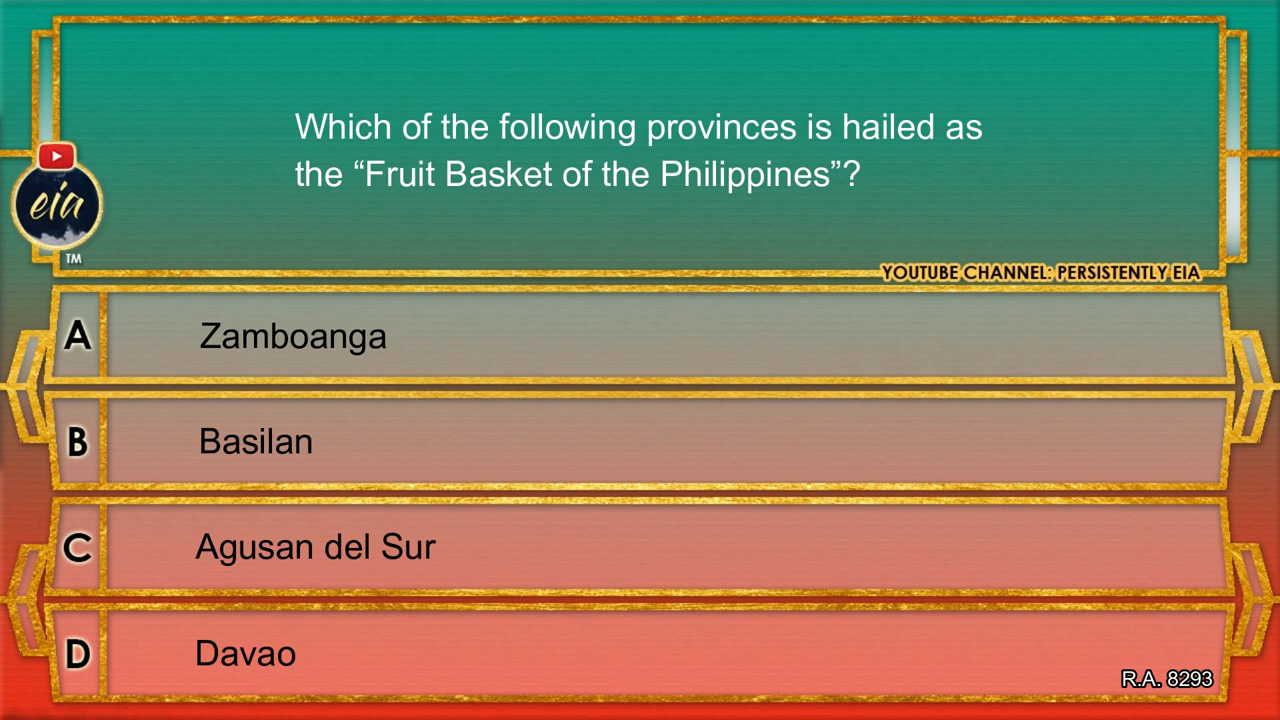 Which of the following provinces is hailed as
the “Fruit Basket of the Philippines”?
eia
TM
YOUTUBE CHANNEL: PERSISTENTLY EIA
A Zamboanga
B Basilan
C Agusan del Sur
D Davao
R.A. 8293